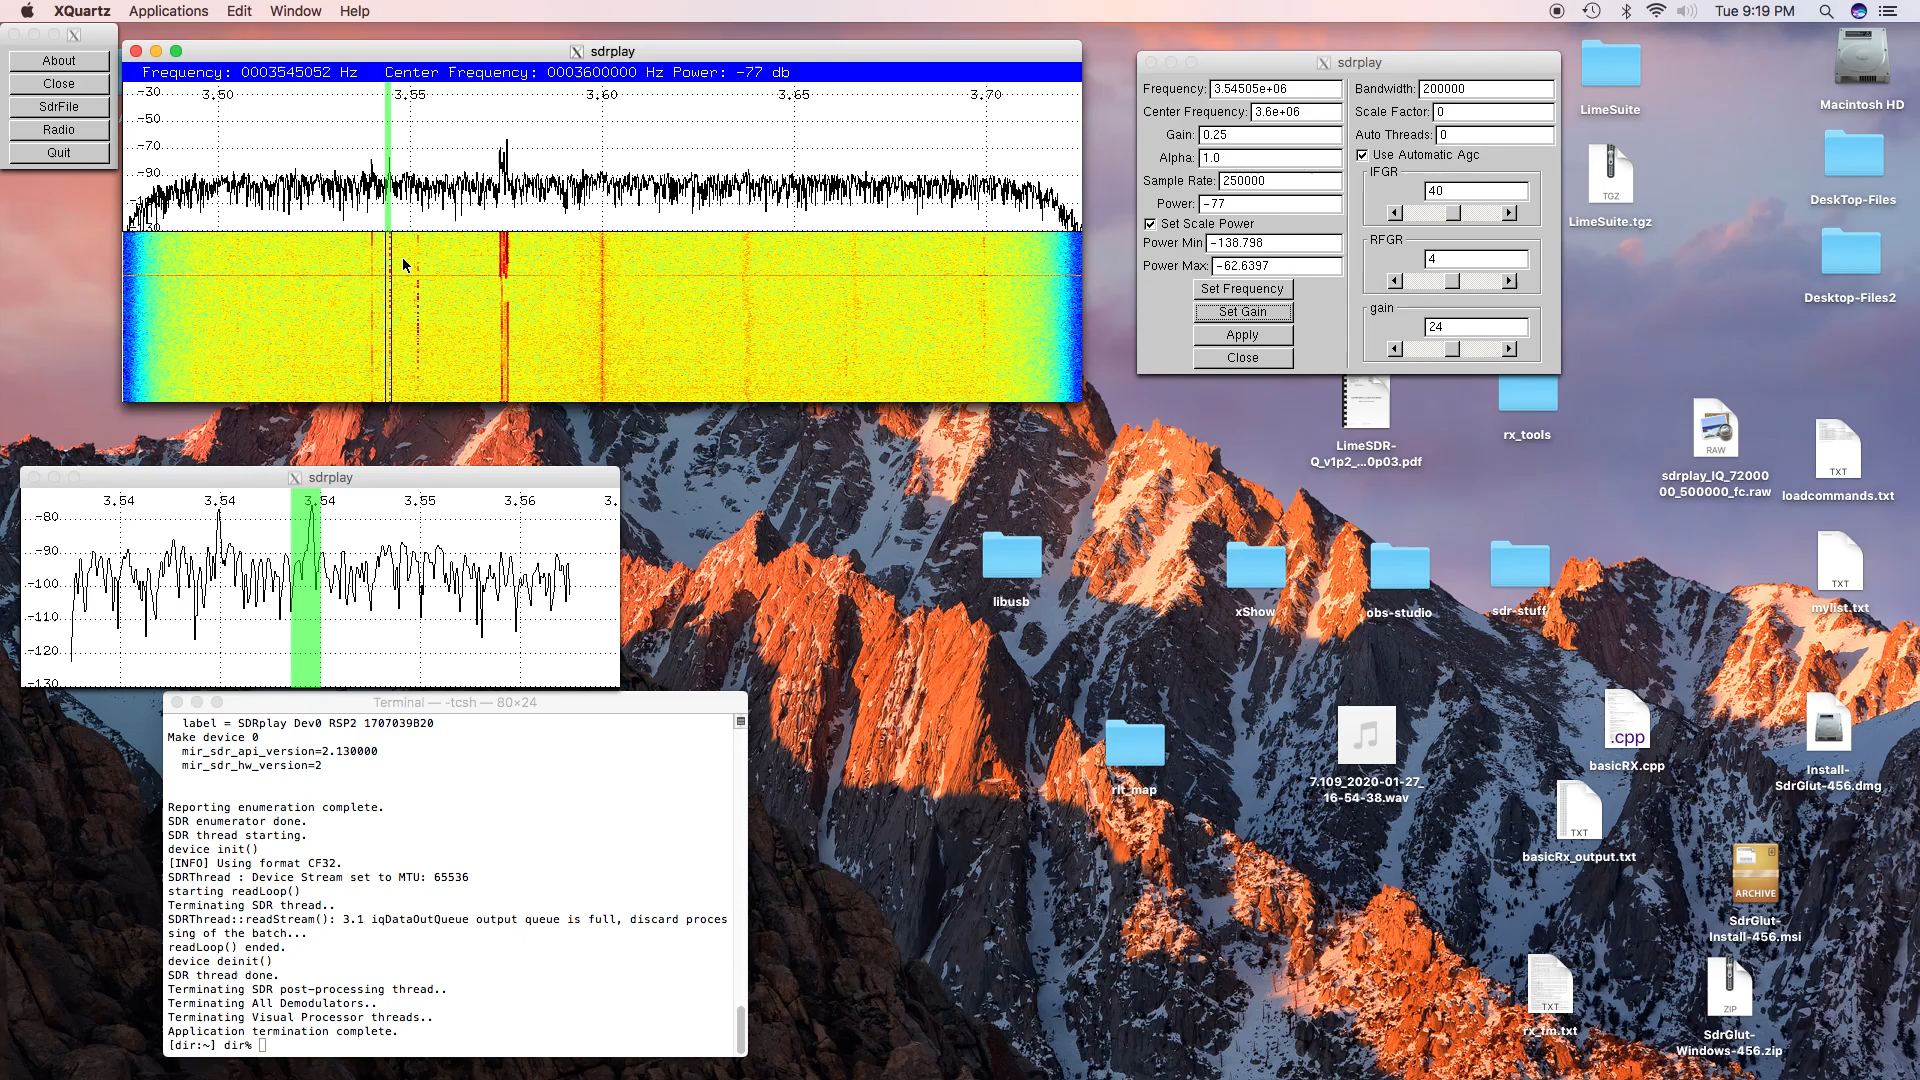 XQuartz Applications Edit Window Help Tue 9:19 PM
About
Close
SdrFile
Radio
Quit
sdrplay
Frequency: 0003545052 Hz Center Frequency: 0003600000 Hz Power: -77 db
3.50 3.55 3.60 3.65 3.70
-30
-50
-70
-90
sdrplay
Frequency: 3.54505e+06
Center Frequency: 3.6e+06
Gain: 0.25
Alpha: 1.0
Sample Rate: 250000
Power: -77
Set Scale Power
Power Min -138.798
Power Max: -62.6397
Set Frequency
Set Gain
Apply
Close
Bandwidth: 200000
Scale Factor: 0
Auto Threads: 0
Use Automatic Agc
IFGR
40
RFGR
4
gain
24
sdrplay
3.54 3.54 3.54 3.55 3.56 3.
-80
-90
-100
-110
-120
-130
Terminal — -tcsh — 80×24
label = SDRplay Dev0 RSP2 1707039B20
Make device 0
mir_sdr_api_version=2.130000
mir_sdr_hw_version=2
Reporting enumeration complete.
SDR enumerator done.
SDR thread starting.
device init()
[INFO] Using format CF32.
SDRThread : Device Stream set to MTU: 65536
starting readLoop()
Terminating SDR thread..
SDRThread::readStream(): 3.1 iqDataOutQueue output queue is full, discard proces
sing of the batch...
readLoop() ended.
device deinit()
SDR thread done.
Terminating SDR post-processing thread..
Terminating All Demodulators..
Terminating Visual Processor threads..
Application termination complete.
[dir:~] dir%
LimeSuite
Macintosh HD
TGZ
LimeSuite.tgz
DeskTop-Files
Desktop-Files2
LimeSDR-
Q_v1p2_...0p03.pdf
rx_tools
RAW
sdrplay_IQ_72000
00_500000_fc.raw
TXT
loadcommands.txt
libusb
xShow
obs-studio
sdr-stuff
TXT
mylist.txt
rlt_map
7.109_2020-01-27_
16-54-38.wav
.cpp
basicRX.cpp
Install-
SdrGlut-456.dmg
TXT
basicRx_output.txt
ARCHIVE
SdrGlut-
Install-456.msi
TXT
rx_fm.txt
ZIP
SdrGlut-
Windows-456.zip